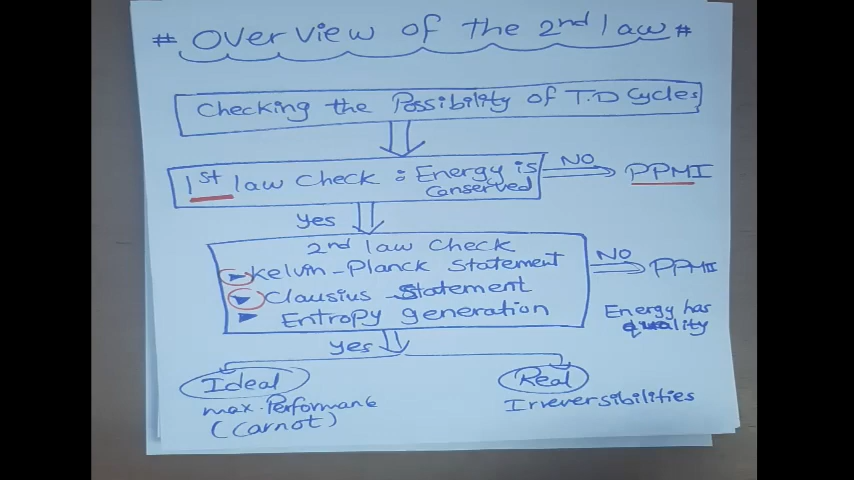 # Overview of the 2nd law #
Checking the Possibility of T.D Cycles
1st law Check : Energy is Conserved
NO
PPMI
Yes
2nd law Check
Kelvin-Planck Statement
Clausius Statement
Entropy generation
NO
PPMII
Energy has
quality
Yes
Ideal
max. Performance
(Carnot)
Real
Irreversibilities